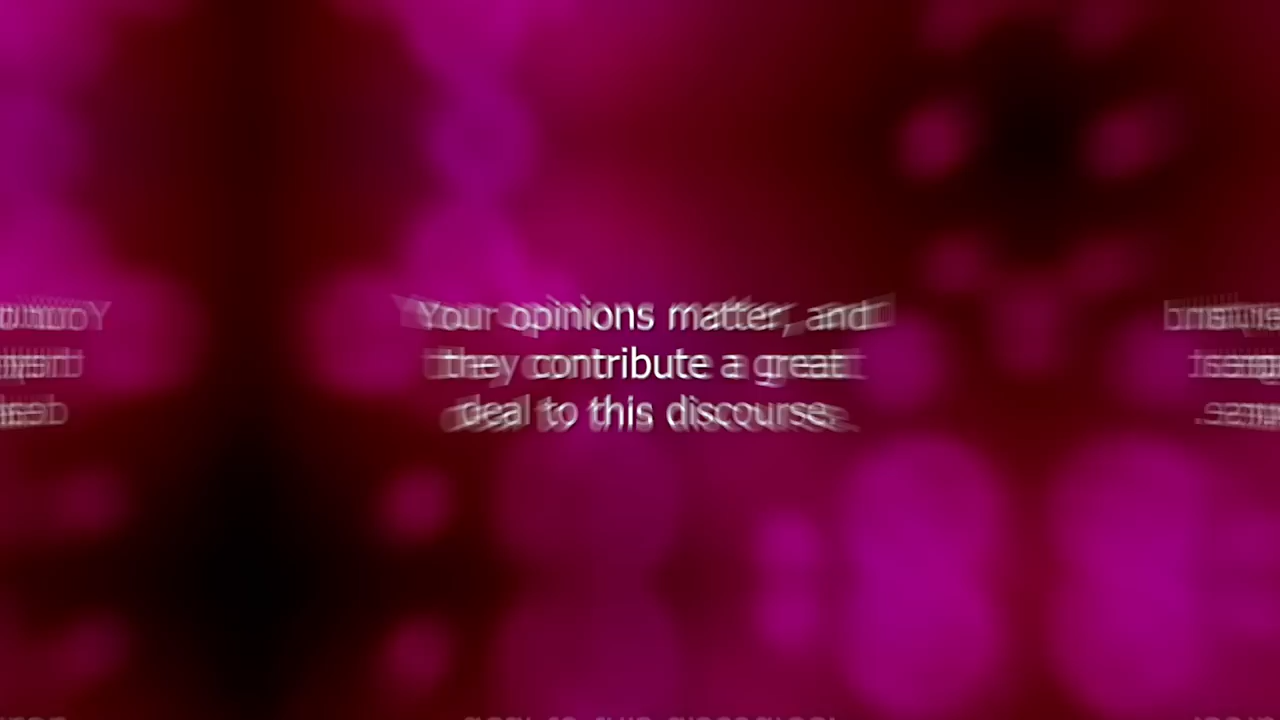 Your opinions matter, and
they contribute a great
deal to this discourse.